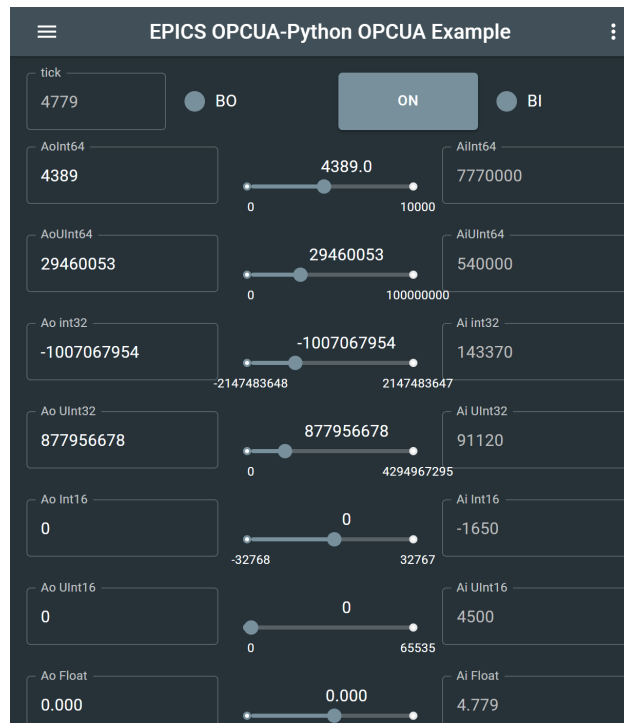 EPICS OPCUA-Python OPCUA Example
tick
4779
BO
ON
BI
AoInt64
4389
4389.0
0
10000
AiInt64
7770000
AoUInt64
29460053
29460053
0
100000000
AiUInt64
540000
Ao int32
-1007067954
-1007067954
-2147483648
2147483647
Ai int32
143370
Ao UInt32
877956678
877956678
0
4294967295
Ai UInt32
91120
Ao Int16
0
0
-32768
32767
Ai Int16
-1650
Ao UInt16
0
0
0
65535
Ai UInt16
4500
Ao Float
0.000
0.000
Ai Float
4.779